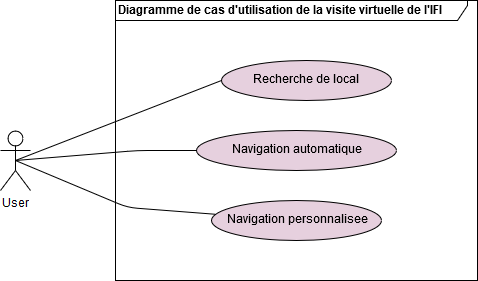 Diagramme de cas d'utilisation de la visite virtuelle de l'IFI
Recherche de local
Navigation automatique
User
Navigation personnalisee